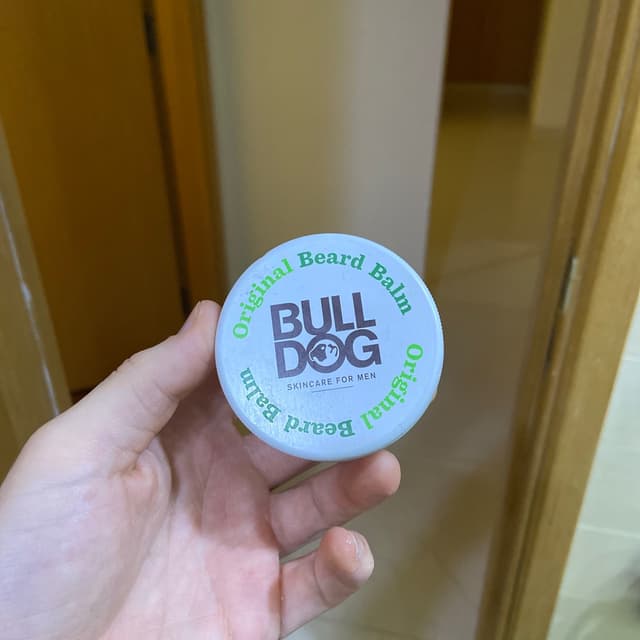 Original Beard Balm
BULL
DOG
SKINCARE FOR MEN
Original Beard Balm